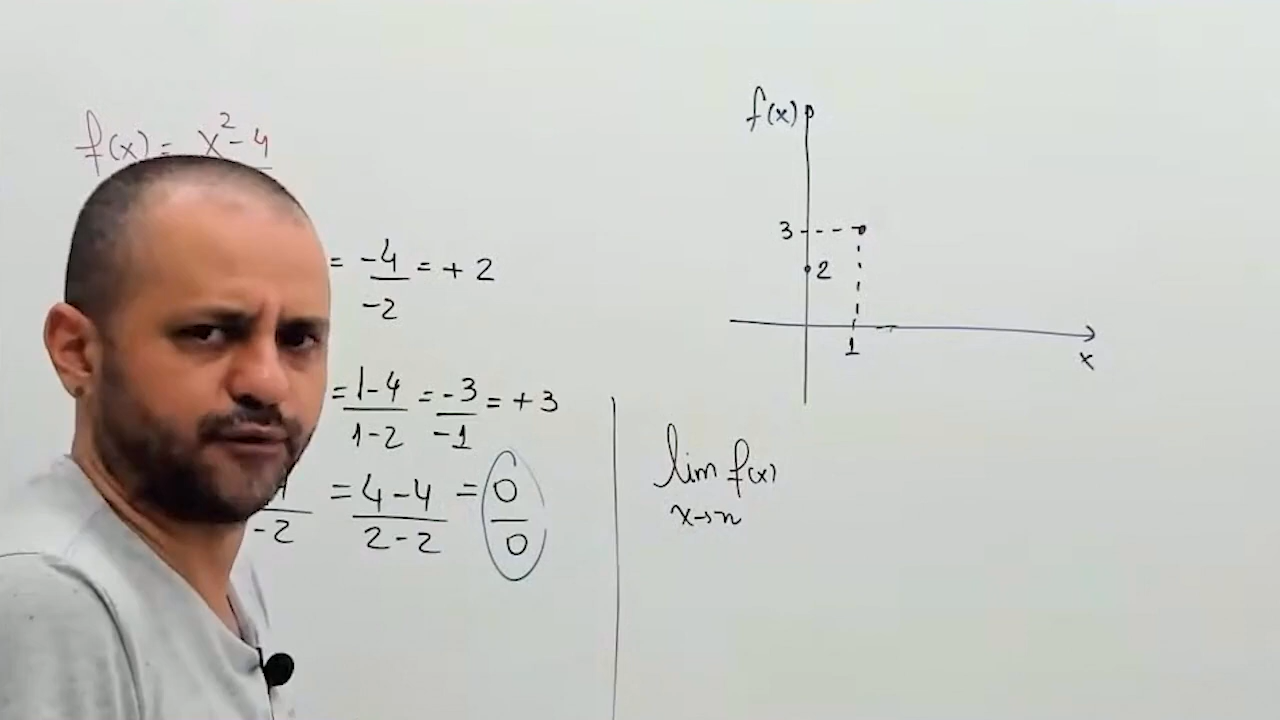 f(x) = x² - 4
= -4/-2 = + 2
= 1-4/1-2 = -3/-1 = + 3
-2 = 4-4/2-2 = 0/0
f(x)
3
2
1
x
lim f(x)
x→n